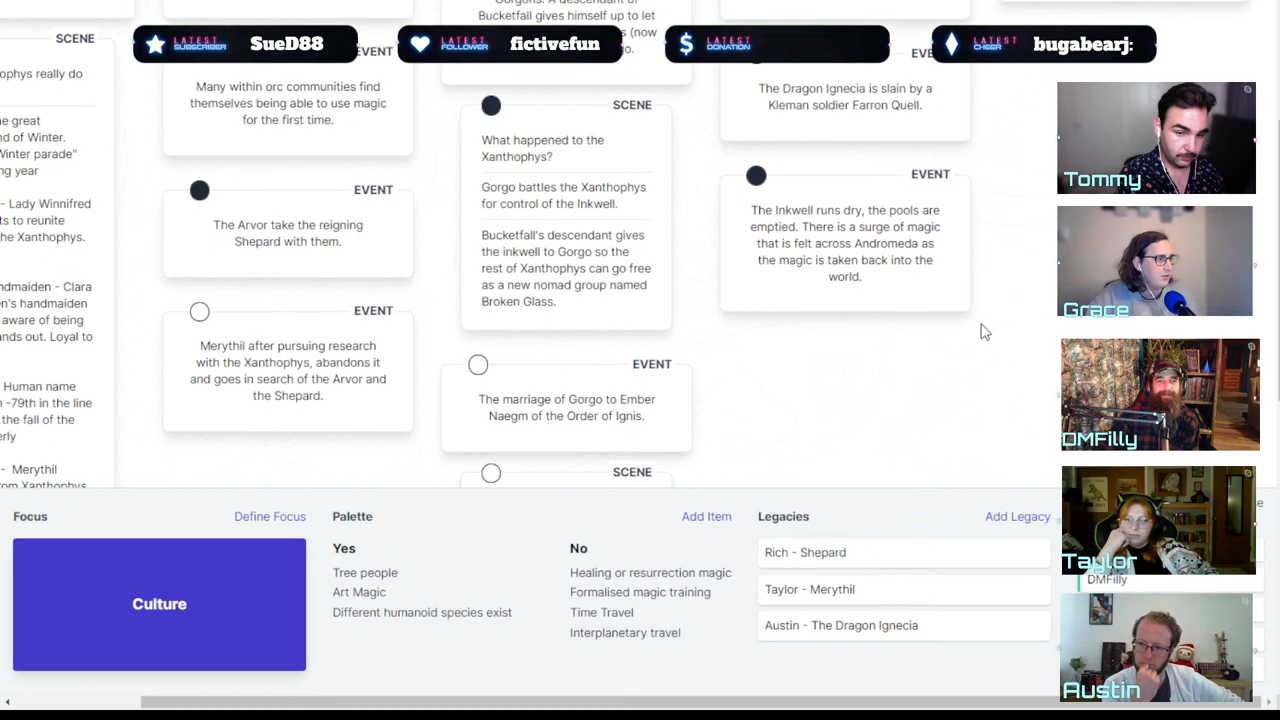 Gorgons. A descendant of
Bucketfall gives himself up to let
(now
go.
LATEST
SUBSCRIBER
SueD88
LATEST
FOLLOWER
fictivefun
$
LATEST
DONATION
LATEST
CHEER
bugabearj:
SCENE
ophys really do
e great
nd of Winter.
Winter parade"
ng year
- Lady Winnifred
ts to reunite
he Xanthophys.
ndmaiden - Clara
en's handmaiden
aware of being
ands out. Loyal to
Human name
n -79th in the line
the fall of the
erly
- Merythil
rom Xanthophys
EVENT
Many within orc communities find
themselves being able to use magic
for the first time.
EVENT
The Arvor take the reigning
Shepard with them.
EVENT
Merythil after pursuing research
with the Xanthophys, abandons it
and goes in search of the Arvor and
the Shepard.
SCENE
What happened to the
Xanthophys?
Gorgo battles the Xanthophys
for control of the Inkwell.
Bucketfall's descendant gives
the inkwell to Gorgo so the
rest of Xanthophys can go free
as a new nomad group named
Broken Glass.
EVENT
The marriage of Gorgo to Ember
Naegm of the Order of Ignis.
SCENE
EVE
The Dragon Ignecia is slain by a
Kleman soldier Farron Quell.
EVENT
The Inkwell runs dry, the pools are
emptied. There is a surge of magic
that is felt across Andromeda as
the magic is taken back into the
world.
Tommy
Grace
DMFilly
Taylor
DMFilly
Austin
Focus
Define Focus
Culture
Palette
Add Item
Yes
Tree people
Art Magic
Different humanoid species exist
No
Healing or resurrection magic
Formalised magic training
Time Travel
Interplanetary travel
Legacies
Add Legacy
Rich - Shepard
Taylor - Merythil
Austin - The Dragon Ignecia